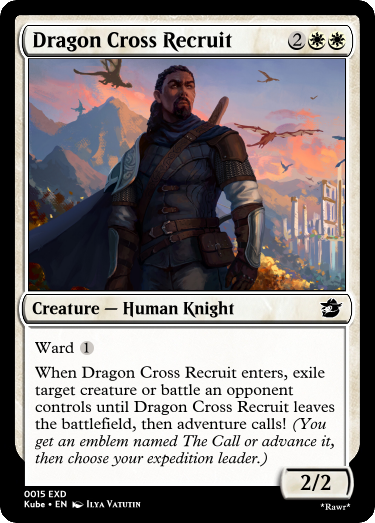 Dragon Cross Recruit 2
Creature — Human Knight
Ward 1
When Dragon Cross Recruit enters, exile
target creature or battle an opponent
controls until Dragon Cross Recruit leaves
the battlefield, then adventure calls! (You
get an emblem named The Call or advance it,
then choose your expedition leader.)
2/2
0015 EXD
Kube • EN Ilya Vatutin
*Rawr*